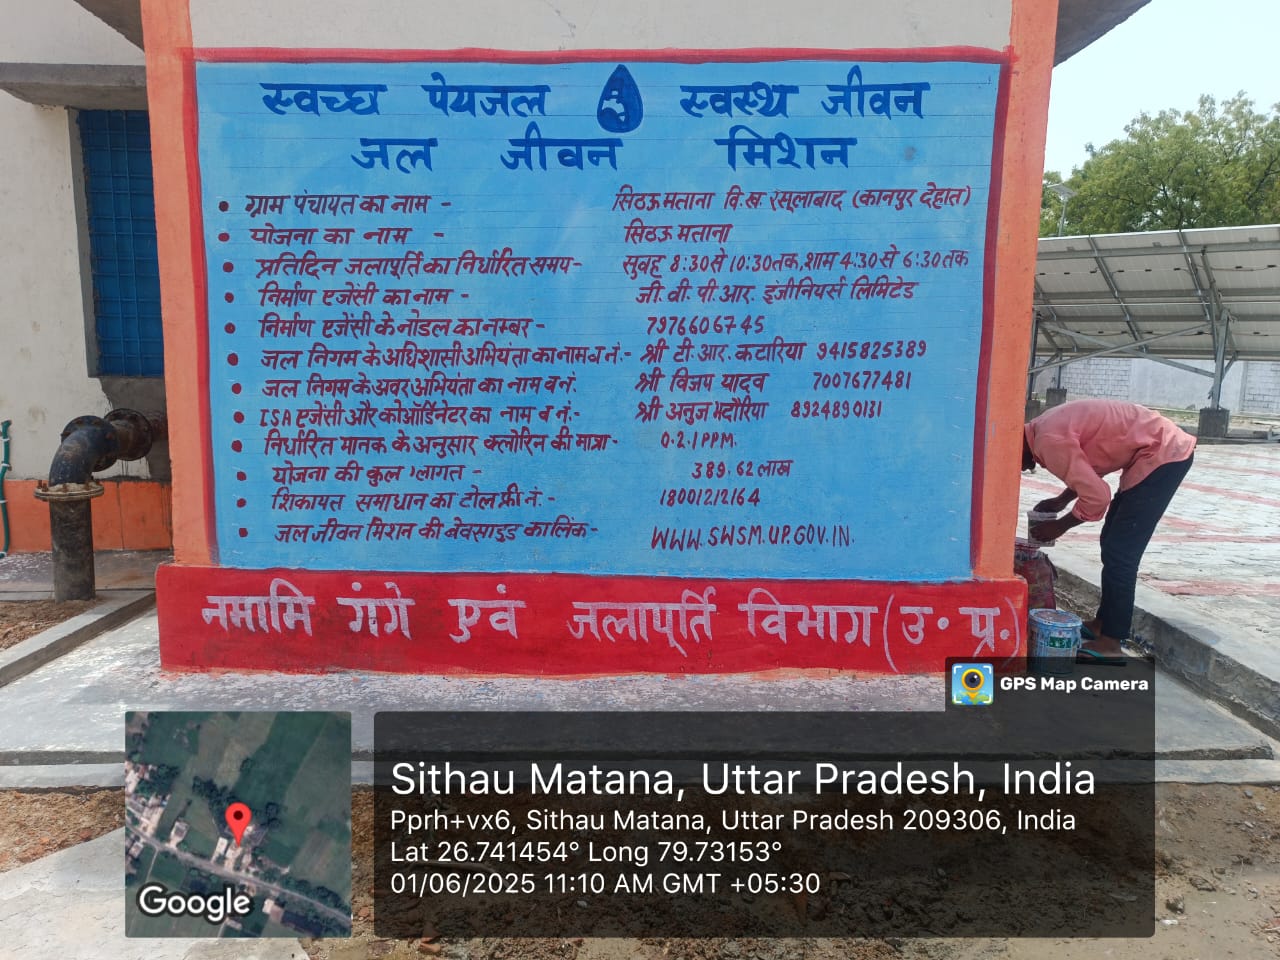 स्वच्छ पेयजल स्वस्थ जीवन
जल जीवन मिशन
• ग्राम पंचायत का नाम - सिठऊ मताना वि.ख. रसूलाबाद (कानपुर देहात)
• योजना का नाम - सिठऊ मताना
• प्रतिदिन जलापूर्ति का निर्धारित समय- सुवह 8:30 से 10:30 तक, शाम 4:30 से 6:30 तक
• निर्माण एजेंसी का नाम - जी. वी. पी. आर. इंजीनियर्स लिमिटेड
• निर्माण एजेंसी के नोडल का नम्बर - 7976606745
• जल निगम के अधिशासी अभियंता का नाम व नं.- श्री टी. आर. कटारिया 9415825389
• जल निगम के अवर अभियंता का नाम व नं. श्री विजय यादव 7007677481
• ISA एजेंसी और कोऑर्डिनेटर का नाम व नं.- श्री अनुज भदौरिया 8924890131
• निर्धारित मानक के अनुसार क्लोरिन की मात्रा- 0.2.1 PPM.
• योजना की कुल लागत - 389.62 लाख
• शिकायत समाधान का टोल फ्री नं.- 18001212164
• जल जीवन मिशन की बेवसाइड का लिंक- WWW.SWSM.UP.GOV.IN.
नमामि गंगे एवं जलापूर्ति विभाग (उ. प्र.)
GPS Map Camera
Sithau Matana, Uttar Pradesh, India
Pprh+vx6, Sithau Matana, Uttar Pradesh 209306, India
Lat 26.741454° Long 79.73153°
01/06/2025 11:10 AM GMT +05:30
Google